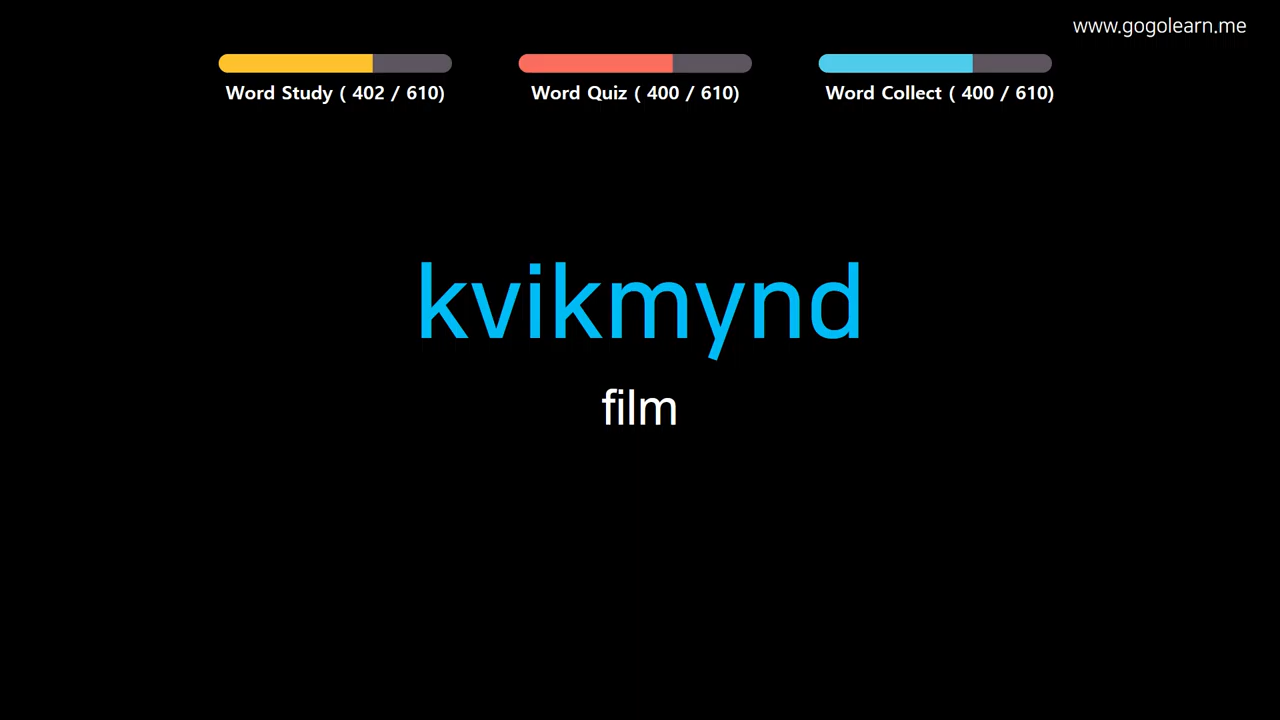 www.gogolearn.me
Word Study ( 402 / 610)
Word Quiz ( 400 / 610)
Word Collect ( 400 / 610)
kvikmynd
film